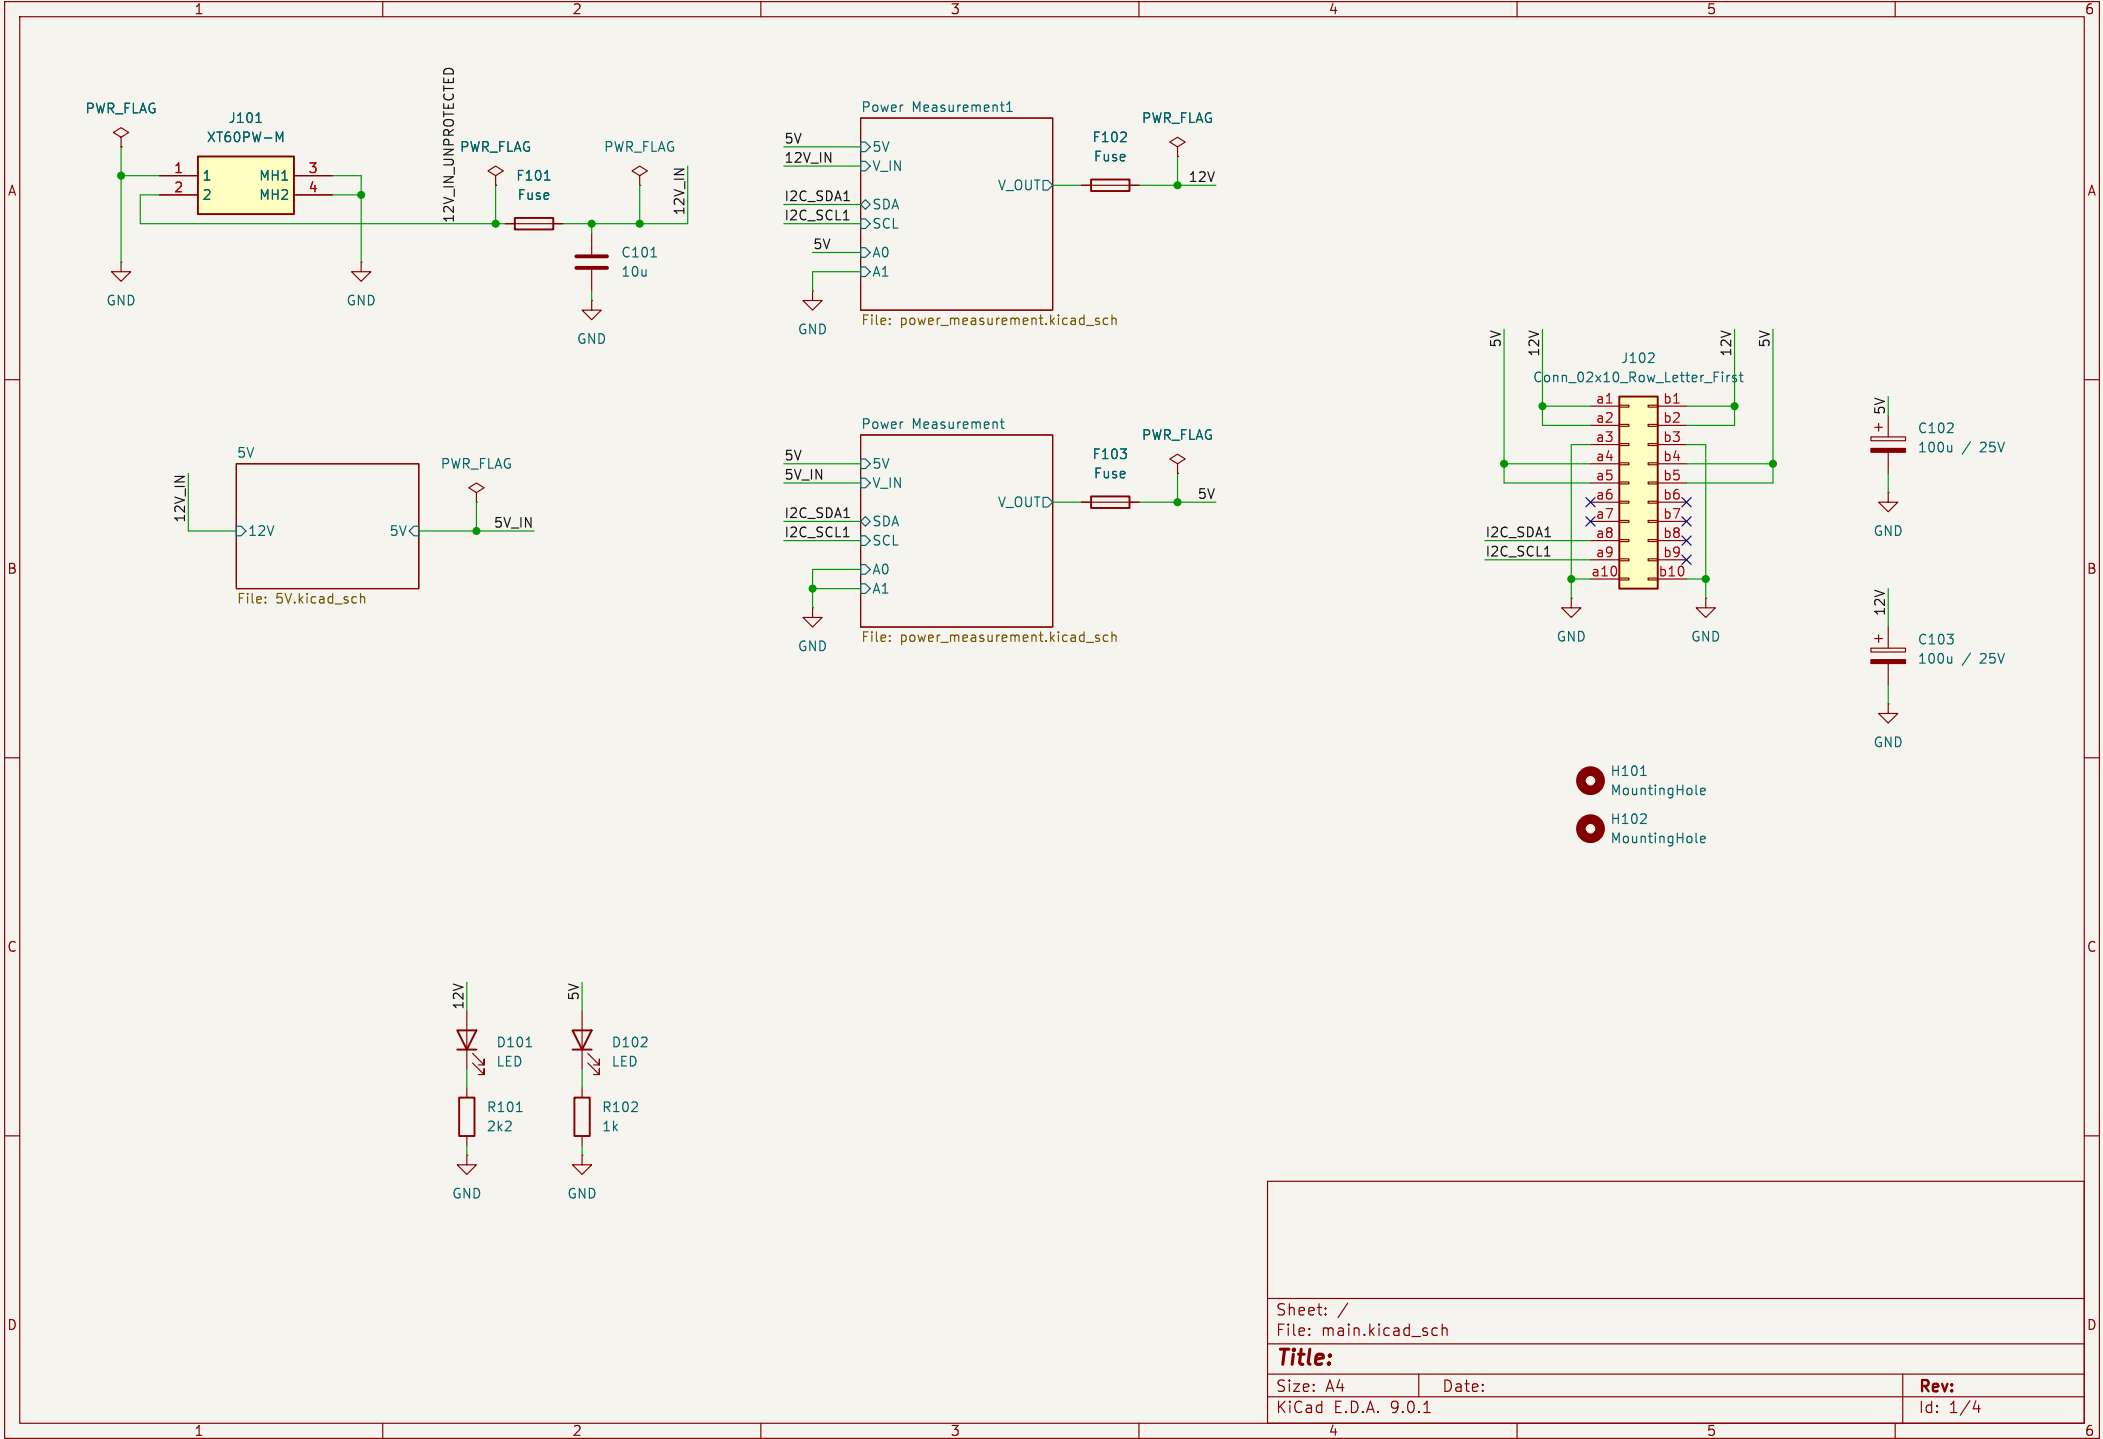 1 2 3 4 5 6
A
B
C
D
A
B
C
D
1 2 3 4 5 6
PWR_FLAG
J101
XT60PW-M
1 1 MH1 3
2 2 MH2 4
GND
GND
12V_IN_UNPROTECTED
PWR_FLAG
F101
Fuse
PWR_FLAG
12V_IN
C101
10u
GND
Power Measurement1
5V 5V
12V_IN V_IN
I2C_SDA1 SDA
I2C_SCL1 SCL
5V A0
A1
V_OUT
GND
File: power_measurement.kicad_sch
F102
Fuse
PWR_FLAG
12V
5V
12V_IN
12V
5V
File: 5V.kicad_sch
PWR_FLAG
5V_IN
Power Measurement
5V 5V
5V_IN V_IN
I2C_SDA1 SDA
I2C_SCL1 SCL
A0
A1
V_OUT
GND
File: power_measurement.kicad_sch
F103
Fuse
PWR_FLAG
5V
5V
12V
12V
5V
J102
Conn_02x10_Row_Letter_First
a1 b1
a2 b2
a3 b3
a4 b4
a5 b5
a6 b6
a7 b7
I2C_SDA1 a8 b8
I2C_SCL1 a9 b9
a10 b10
GND
GND
5V
+
C102
100u / 25V
GND
12V
+
C103
100u / 25V
GND
H101
MountingHole
H102
MountingHole
12V
D101
LED
R101
2k2
GND
5V
D102
LED
R102
1k
GND
Sheet: /
File: main.kicad_sch
Title:
Size: A4 Date: Rev:
KiCad E.D.A. 9.0.1 Id: 1/4